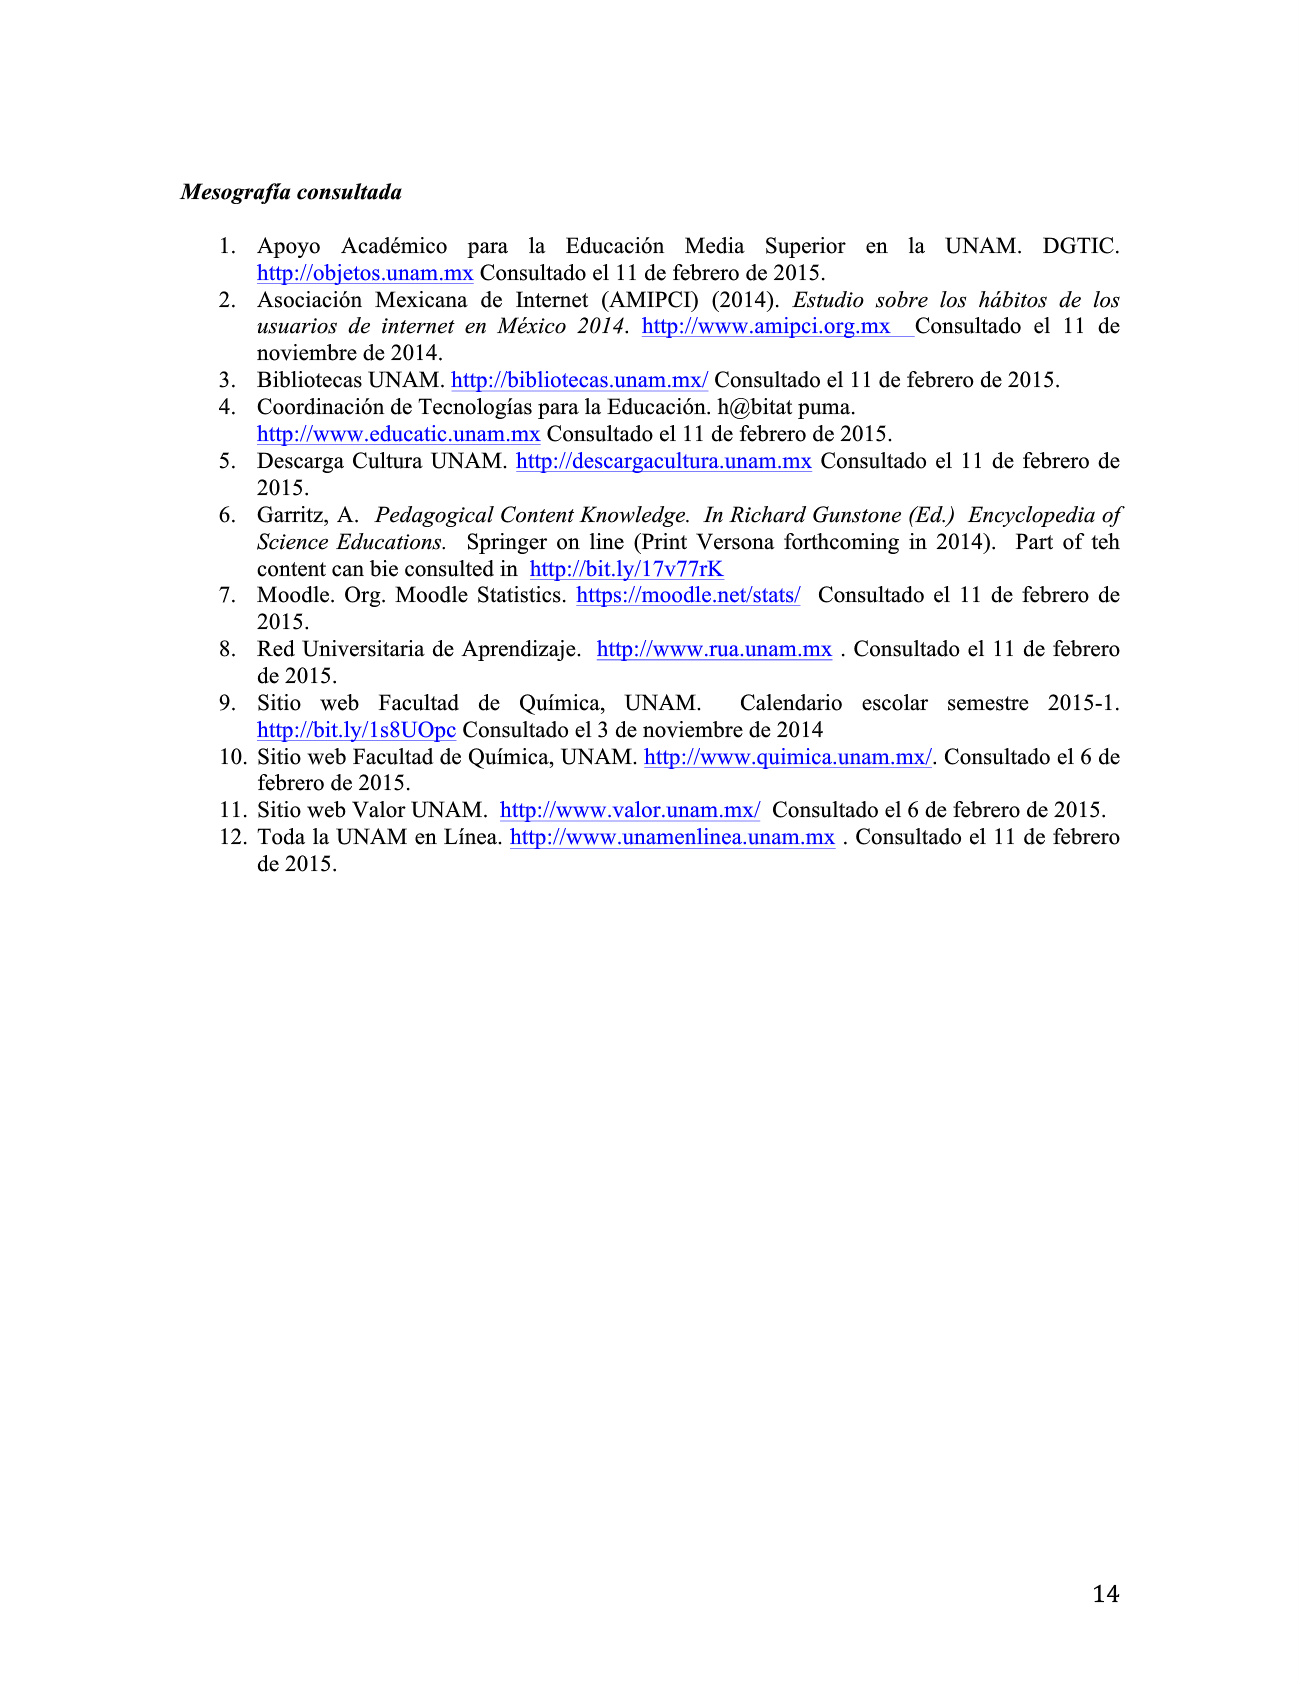 Mesografía consultada
1. Apoyo Académico para la Educación Media Superior en la UNAM. DGTIC.
http://objetos.unam.mx Consultado el 11 de febrero de 2015.
2. Asociación Mexicana de Internet (AMIPCI) (2014). Estudio sobre los hábitos de los
usuarios de internet en México 2014. http://www.amipci.org.mx Consultado el 11 de
noviembre de 2014.
3. Bibliotecas UNAM. http://bibliotecas.unam.mx/ Consultado el 11 de febrero de 2015.
4. Coordinación de Tecnologías para la Educación. h@bitat puma.
http://www.educatic.unam.mx Consultado el 11 de febrero de 2015.
5. Descarga Cultura UNAM. http://descargacultura.unam.mx Consultado el 11 de febrero de
2015.
6. Garritz, A. Pedagogical Content Knowledge. In Richard Gunstone (Ed.) Encyclopedia of
Science Educations. Springer on line (Print Versona forthcoming in 2014). Part of teh
content can bie consulted in http://bit.ly/17v77rK
7. Moodle. Org. Moodle Statistics. https://moodle.net/stats/ Consultado el 11 de febrero de
2015.
8. Red Universitaria de Aprendizaje. http://www.rua.unam.mx . Consultado el 11 de febrero
de 2015.
9. Sitio web Facultad de Química, UNAM. Calendario escolar semestre 2015-1.
http://bit.ly/1s8UOpc Consultado el 3 de noviembre de 2014
10. Sitio web Facultad de Química, UNAM. http://www.quimica.unam.mx/. Consultado el 6 de
febrero de 2015.
11. Sitio web Valor UNAM. http://www.valor.unam.mx/ Consultado el 6 de febrero de 2015.
12. Toda la UNAM en Línea. http://www.unamenlinea.unam.mx . Consultado el 11 de febrero
de 2015.
14